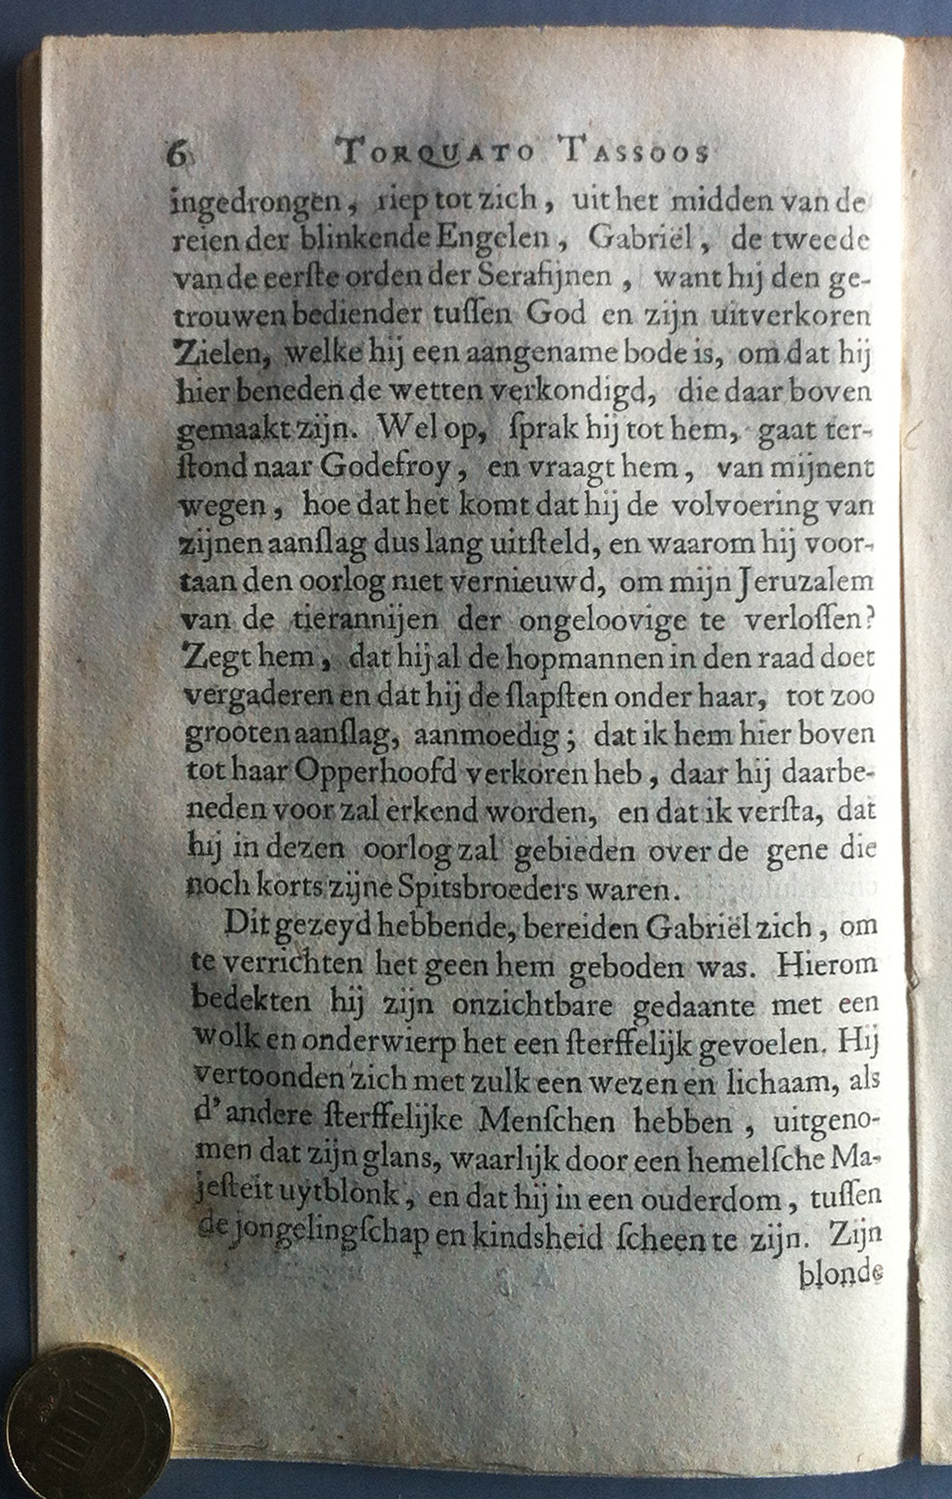 6 TORQUATO TASSOOS
ingedrongen, riep tot zich, uit het midden van de
reien der blinkende Engelen, Gabriël, de tweede
van de eerſte orden der Serafijnen, want hij den ge-
trouwen bediender tuſſen God en zijn uitverkoren
Zielen, welke hij een aangename bode is, om dat hij
hier beneden de wetten verkondigd, die daar boven
gemaakt zijn. Wel op, ſprak hij tot hem, gaat ter-
ſtond naar Godefroy, en vraagt hem, van mijnent
wegen, hoe dat het komt dat hij de volvoering van
zijnen aanſlag dus lang uitſteld, en waarom hij voor-
taan den oorlog niet vernieuwd, om mijn Jeruzalem
van de tierannijen der ongeloovige te verloſſen?
Zegt hem, dat hij al de hopmannen in den raad doet
vergaderen en dat hij de ſlapſten onder haar, tot zoo
grooten aanſlag, aanmoedig; dat ik hem hier boven
tot haar Opperhoofd verkoren heb, daar hij daarbe-
neden voor zal erkend worden, en dat ik verſta, dat
hij in dezen oorlog zal gebieden over de gene die
noch korts zijne Spitsbroeders waren.
Dit gezeyd hebbende, bereiden Gabriël zich, om
te verrichten het geen hem geboden was. Hierom
bedekten hij zijn onzichtbare gedaante met een
wolk en onderwierp het een ſterffelijk gevoelen. Hij
vertoonden zich met zulk een wezen en lichaam, als
d'andere ſterffelijke Menſchen hebben, uitgeno-
men dat zijn glans, waarlijk door een hemelſche Ma-
jeſteit uytblonk, en dat hij in een ouderdom, tuſſen
de jongelingſchap en kindsheid ſcheen te zijn. Zijn
blonde